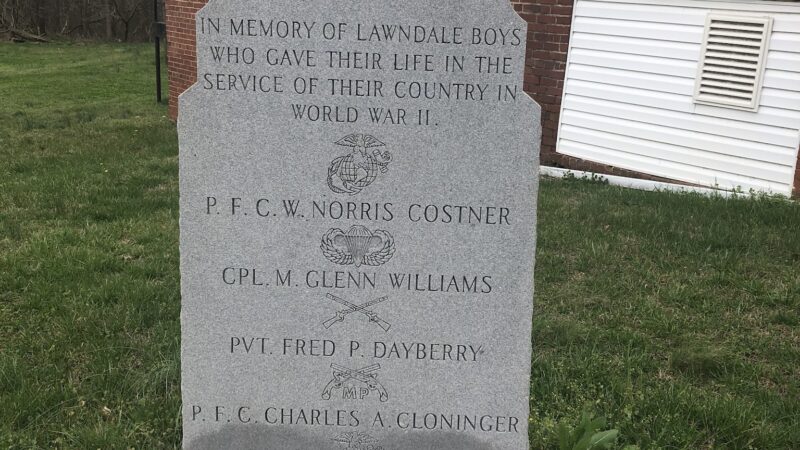 IN MEMORY OF LAWNDALE BOYS
WHO GAVE THEIR LIFE IN THE
SERVICE OF THEIR COUNTRY IN
WORLD WAR II.
P. F. C. W. NORRIS COSTNER
CPL. M. GLENN WILLIAMS
PVT. FRED P. DAYBERRY
MP
P. F. C. CHARLES A. CLONINGER